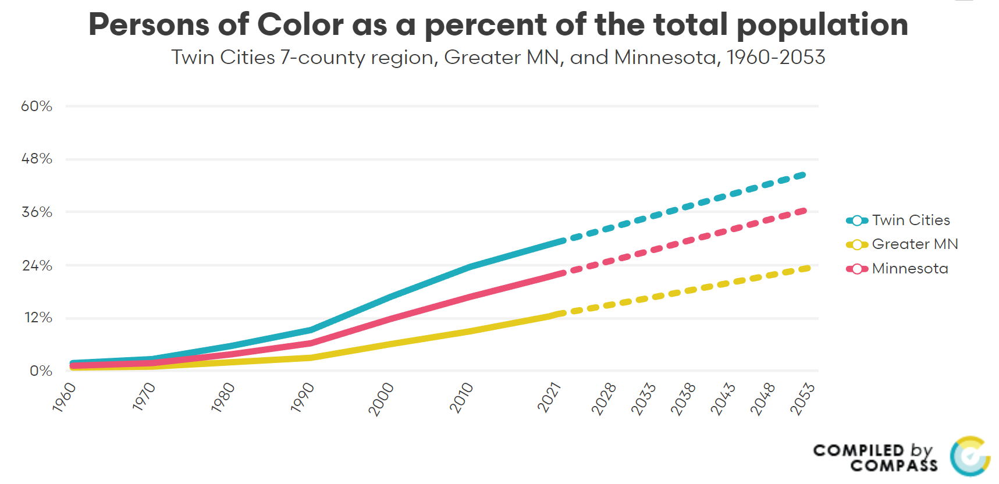 Persons of Color as a percent of the total population
Twin Cities 7-county region, Greater MN, and Minnesota, 1960-2053
60%
48%
36%
24%
12%
0%
1960
1970
1980
1990
2000
2010
2021
2028
2033
2038
2043
2048
2053
Twin Cities
Greater MN
Minnesota
COMPILED by
COMPASS